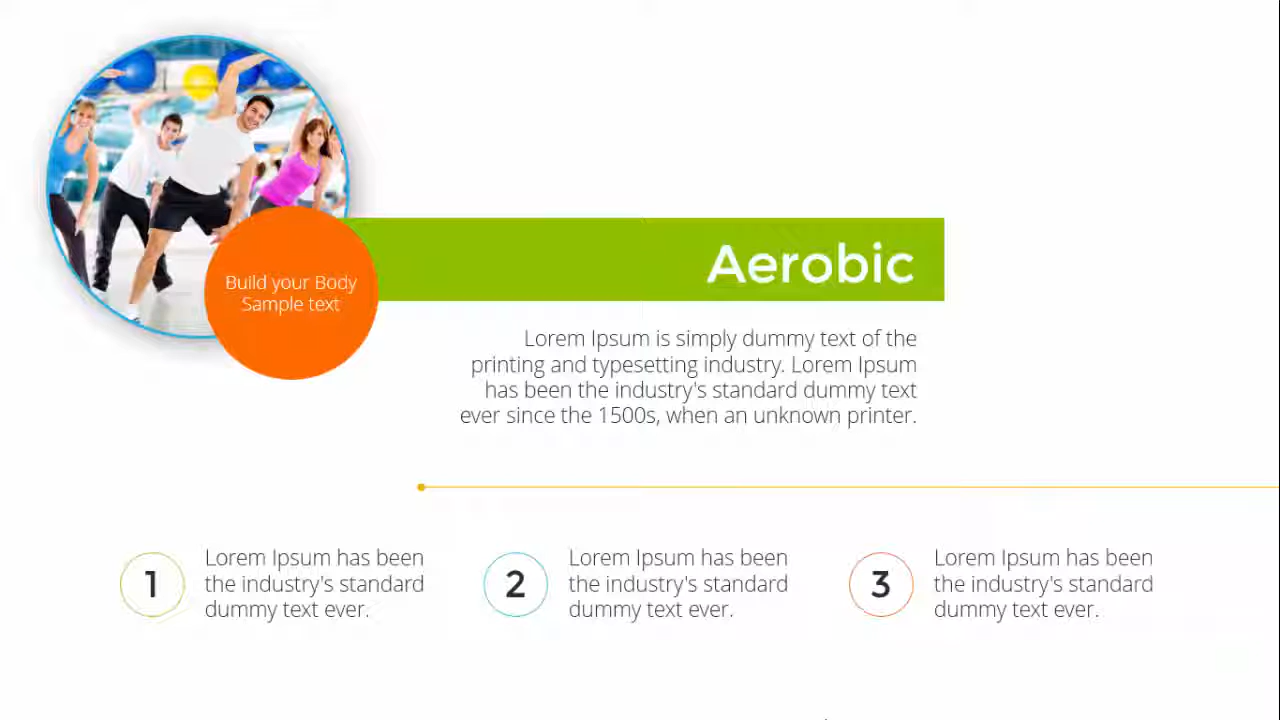 Build your Body
Sample text
Aerobic
Lorem Ipsum is simply dummy text of the
printing and typesetting industry. Lorem Ipsum
has been the industry's standard dummy text
ever since the 1500s, when an unknown printer.
1
Lorem Ipsum has been
the industry's standard
dummy text ever.
2
Lorem Ipsum has been
the industry's standard
dummy text ever.
3
Lorem Ipsum has been
the industry's standard
dummy text ever.